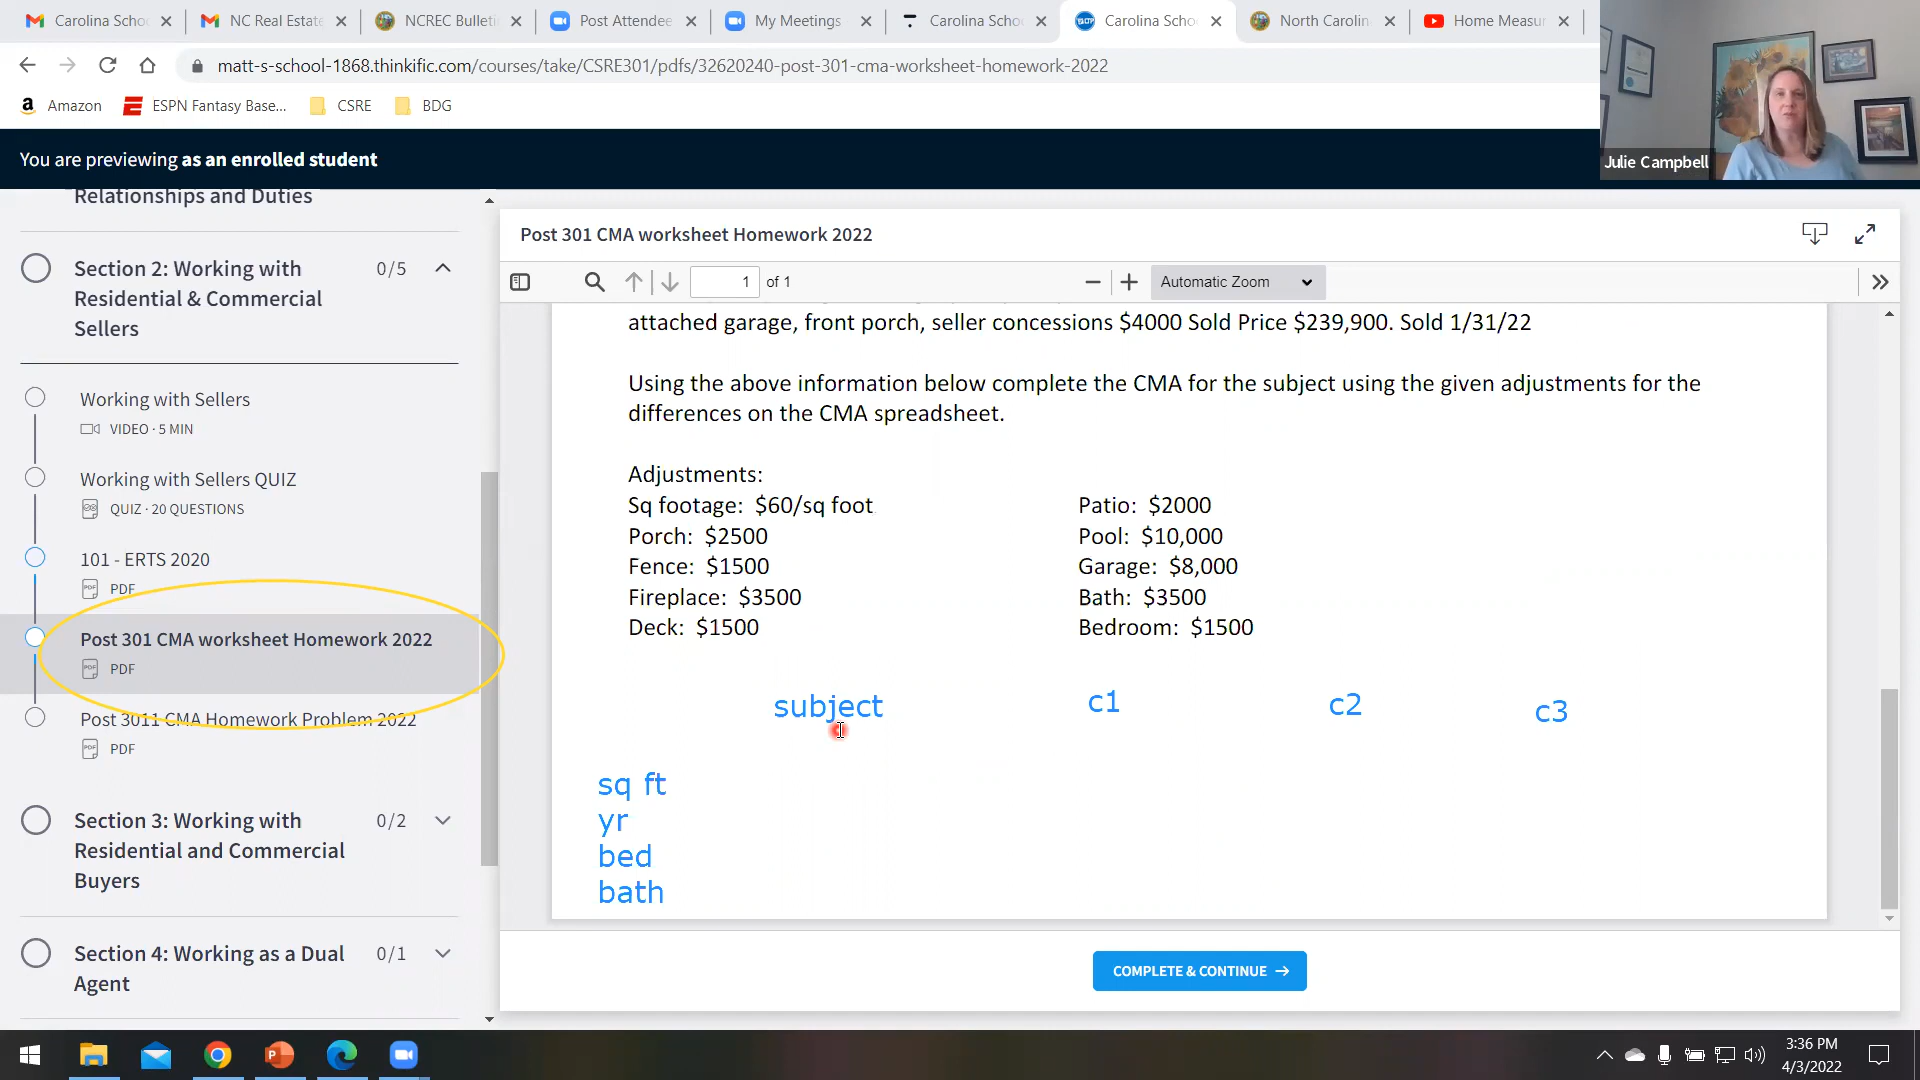 Carolina Schoo
NC Real Estate
NCREC Bulleti
Post Attendee
My Meetings
Carolina Schoo
Carolina Schoo
North Carolin
Home Measur
matt-s-school-1868.thinkific.com/courses/take/CSRE301/pdfs/32620240-post-301-cma-worksheet-homework-2022
Amazon
ESPN Fantasy Base...
CSRE
BDG
Julie Campbell
You are previewing as an enrolled student
Relationships and Duties
Section 2: Working with
Residential & Commercial
Sellers
0/5
Working with Sellers
VIDEO · 5 MIN
Working with Sellers QUIZ
QUIZ · 20 QUESTIONS
101 - ERTS 2020
PDF
Post 301 CMA worksheet Homework 2022
PDF
Post 3011 CMA Homework Problem 2022
PDF
Section 3: Working with
Residential and Commercial
Buyers
0/2
Section 4: Working as a Dual
Agent
0/1
Post 301 CMA worksheet Homework 2022
1 of 1
Automatic Zoom
attached garage, front porch, seller concessions $4000 Sold Price $239,900. Sold 1/31/22
Using the above information below complete the CMA for the subject using the given adjustments for the
differences on the CMA spreadsheet.
Adjustments:
Sq footage: $60/sq foot
Porch: $2500
Fence: $1500
Fireplace: $3500
Deck: $1500
Patio: $2000
Pool: $10,000
Garage: $8,000
Bath: $3500
Bedroom: $1500
subject
c1
c2
c3
sq ft
yr
bed
bath
COMPLETE & CONTINUE →
3:36 PM
4/3/2022